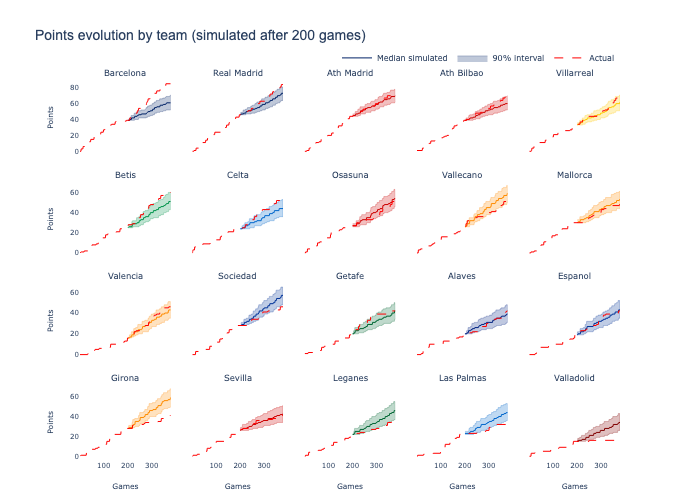 Points evolution by team (simulated after 200 games)
Median simulated 90% interval Actual
Barcelona Real Madrid Ath Madrid Ath Bilbao Villarreal
80
60
40
20
0
Points
Betis Celta Osasuna Vallecano Mallorca
60
40
20
0
Points
Valencia Sociedad Getafe Alaves Espanol
60
40
20
0
Points
Girona Sevilla Leganes Las Palmas Valladolid
60
40
20
0
Points
100 200 300 100 200 300 100 200 300 100 200 300 100 200 300
Games Games Games Games Games